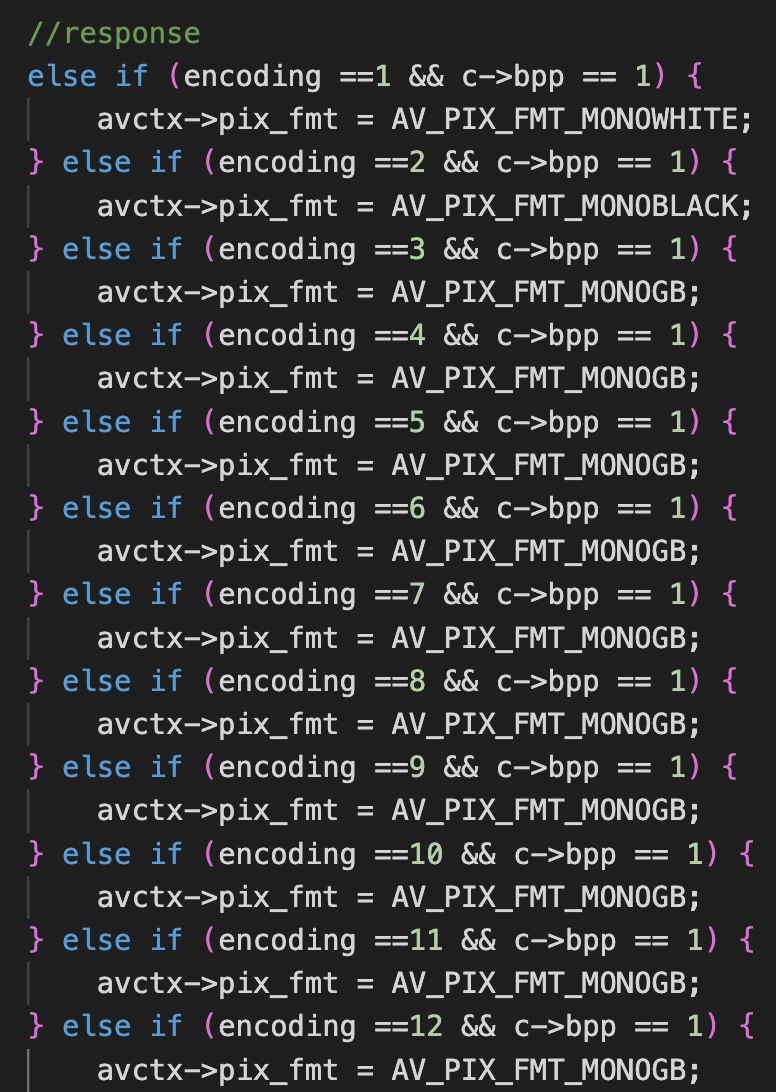 //response
else if (encoding ==1 && c->bpp == 1) {
    avctx->pix_fmt = AV_PIX_FMT_MONOWHITE;
} else if (encoding ==2 && c->bpp == 1) {
    avctx->pix_fmt = AV_PIX_FMT_MONOBLACK;
} else if (encoding ==3 && c->bpp == 1) {
    avctx->pix_fmt = AV_PIX_FMT_MONOGB;
} else if (encoding ==4 && c->bpp == 1) {
    avctx->pix_fmt = AV_PIX_FMT_MONOGB;
} else if (encoding ==5 && c->bpp == 1) {
    avctx->pix_fmt = AV_PIX_FMT_MONOGB;
} else if (encoding ==6 && c->bpp == 1) {
    avctx->pix_fmt = AV_PIX_FMT_MONOGB;
} else if (encoding ==7 && c->bpp == 1) {
    avctx->pix_fmt = AV_PIX_FMT_MONOGB;
} else if (encoding ==8 && c->bpp == 1) {
    avctx->pix_fmt = AV_PIX_FMT_MONOGB;
} else if (encoding ==9 && c->bpp == 1) {
    avctx->pix_fmt = AV_PIX_FMT_MONOGB;
} else if (encoding ==10 && c->bpp == 1) {
    avctx->pix_fmt = AV_PIX_FMT_MONOGB;
} else if (encoding ==11 && c->bpp == 1) {
    avctx->pix_fmt = AV_PIX_FMT_MONOGB;
} else if (encoding ==12 && c->bpp == 1) {
    avctx->pix_fmt = AV_PIX_FMT_MONOGB;